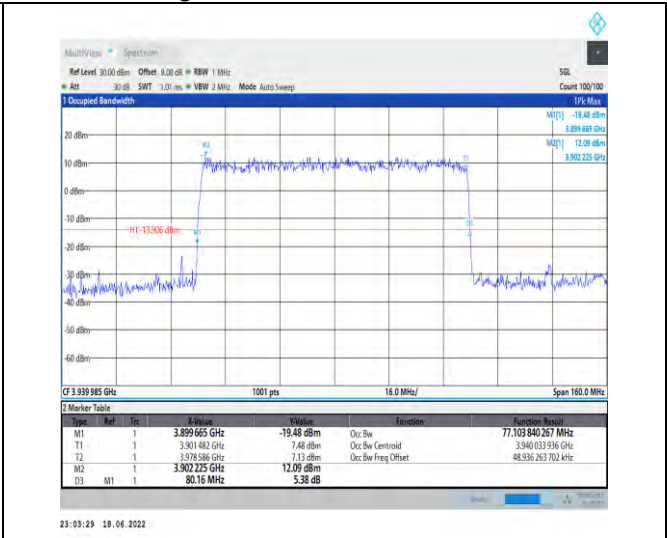 MultiView Spectrum
Ref Level 30.00 dBm Offset 8.08 dB RBW 1 MHz SGL
Att 30 dB SWT 1.01 ms VBW 2 MHz Mode Auto Sweep Count 100/100
1 Occupied Bandwidth 1Pk Max
M1[1] -19.48 dBm
3.899 665 GHz
M2[1] 12.09 dBm
3.902 225 GHz
20 dBm
M2
10 dBm
T1
0 dBm
-10 dBm
H1 -13.906 dBm
M1
D3
-20 dBm
-30 dBm
-40 dBm
-50 dBm
-60 dBm
CF 3.939 985 GHz 1001 pts 16.0 MHz/ Span 160.0 MHz
2 Marker Table
Type Ref Trc X-Value Y-Value Function Function Result
M1 1 3.899 665 GHz -19.48 dBm Occ Bw 77.103 840 267 MHz
T1 1 3.901 482 GHz 7.48 dBm Occ Bw Centroid 3.940 033 936 GHz
T2 1 3.978 586 GHz 7.13 dBm Occ Bw Freq Offset 48.936 263 702 kHz
M2 1 3.902 225 GHz 12.09 dBm
D3 M1 1 80.16 MHz 5.38 dB
23:03:29 18.06.2022